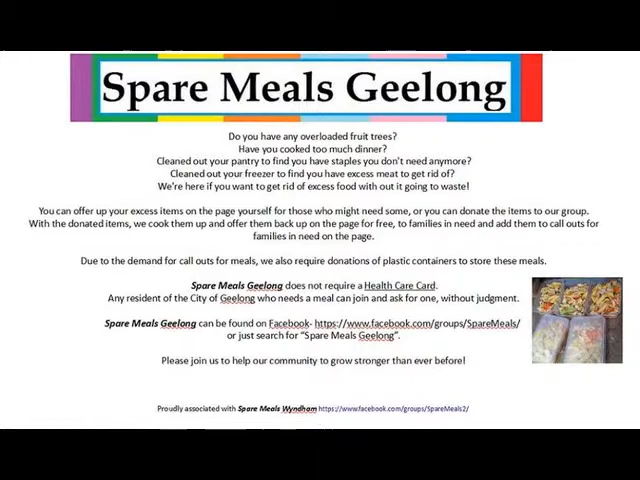 Spare Meals Geelong
Do you have any overloaded fruit trees?
Have you cooked too much dinner?
Cleaned out your pantry to find you have staples you don't need anymore?
Cleaned out your freezer to find you have excess meat to get rid of?
We're here if you want to get rid of excess food with out it going to waste!
You can offer up your excess items on the page yourself for those who might need some, or you can donate the items to our group.
With the donated items, we cook them up and offer them back up on the page for free, to families in need and add them to call outs for
families in need on the page.
Due to the demand for call outs for meals, we also require donations of plastic containers to store these meals.
Spare Meals Geelong does not require a Health Care Card.
Any resident of the City of Geelong who needs a meal can join and ask for one, without judgment.
Spare Meals Geelong can be found on Facebook- https://www.facebook.com/groups/SpareMeals/
or just search for “Spare Meals Geelong”.
Please join us to help our community to grow stronger than ever before!
Proudly associated with Spare Meals Wyndham https://www.facebook.com/groups/SpareMeals2/